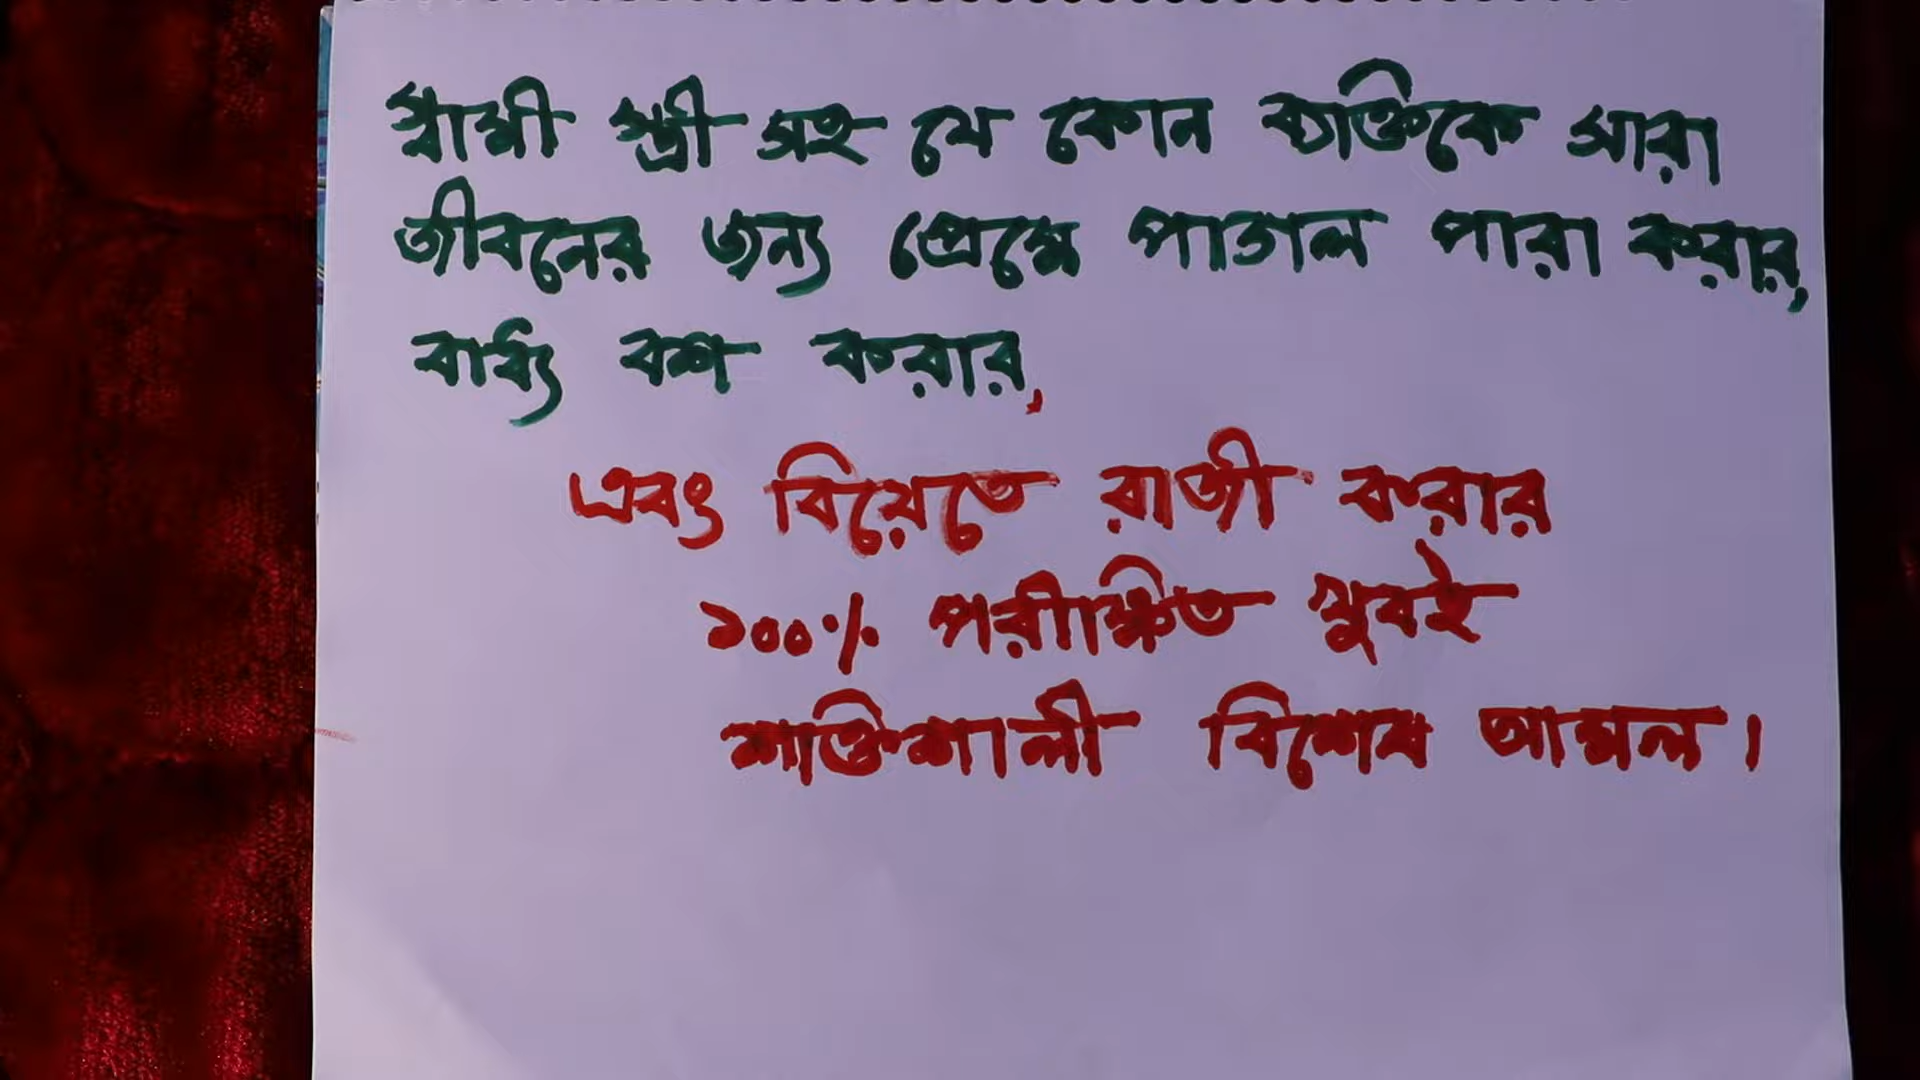 স্বামী স্ত্রী সহ যে কোন ব্যক্তিকে সারা
জীবনের জন্য প্রেমে পাগল পারা করার,
বাধ্য বশ করার,
এবং বিয়েতে রাজী করার
১০০% পরীক্ষিত খুবই
শক্তিশালী বিশেষ আমল।